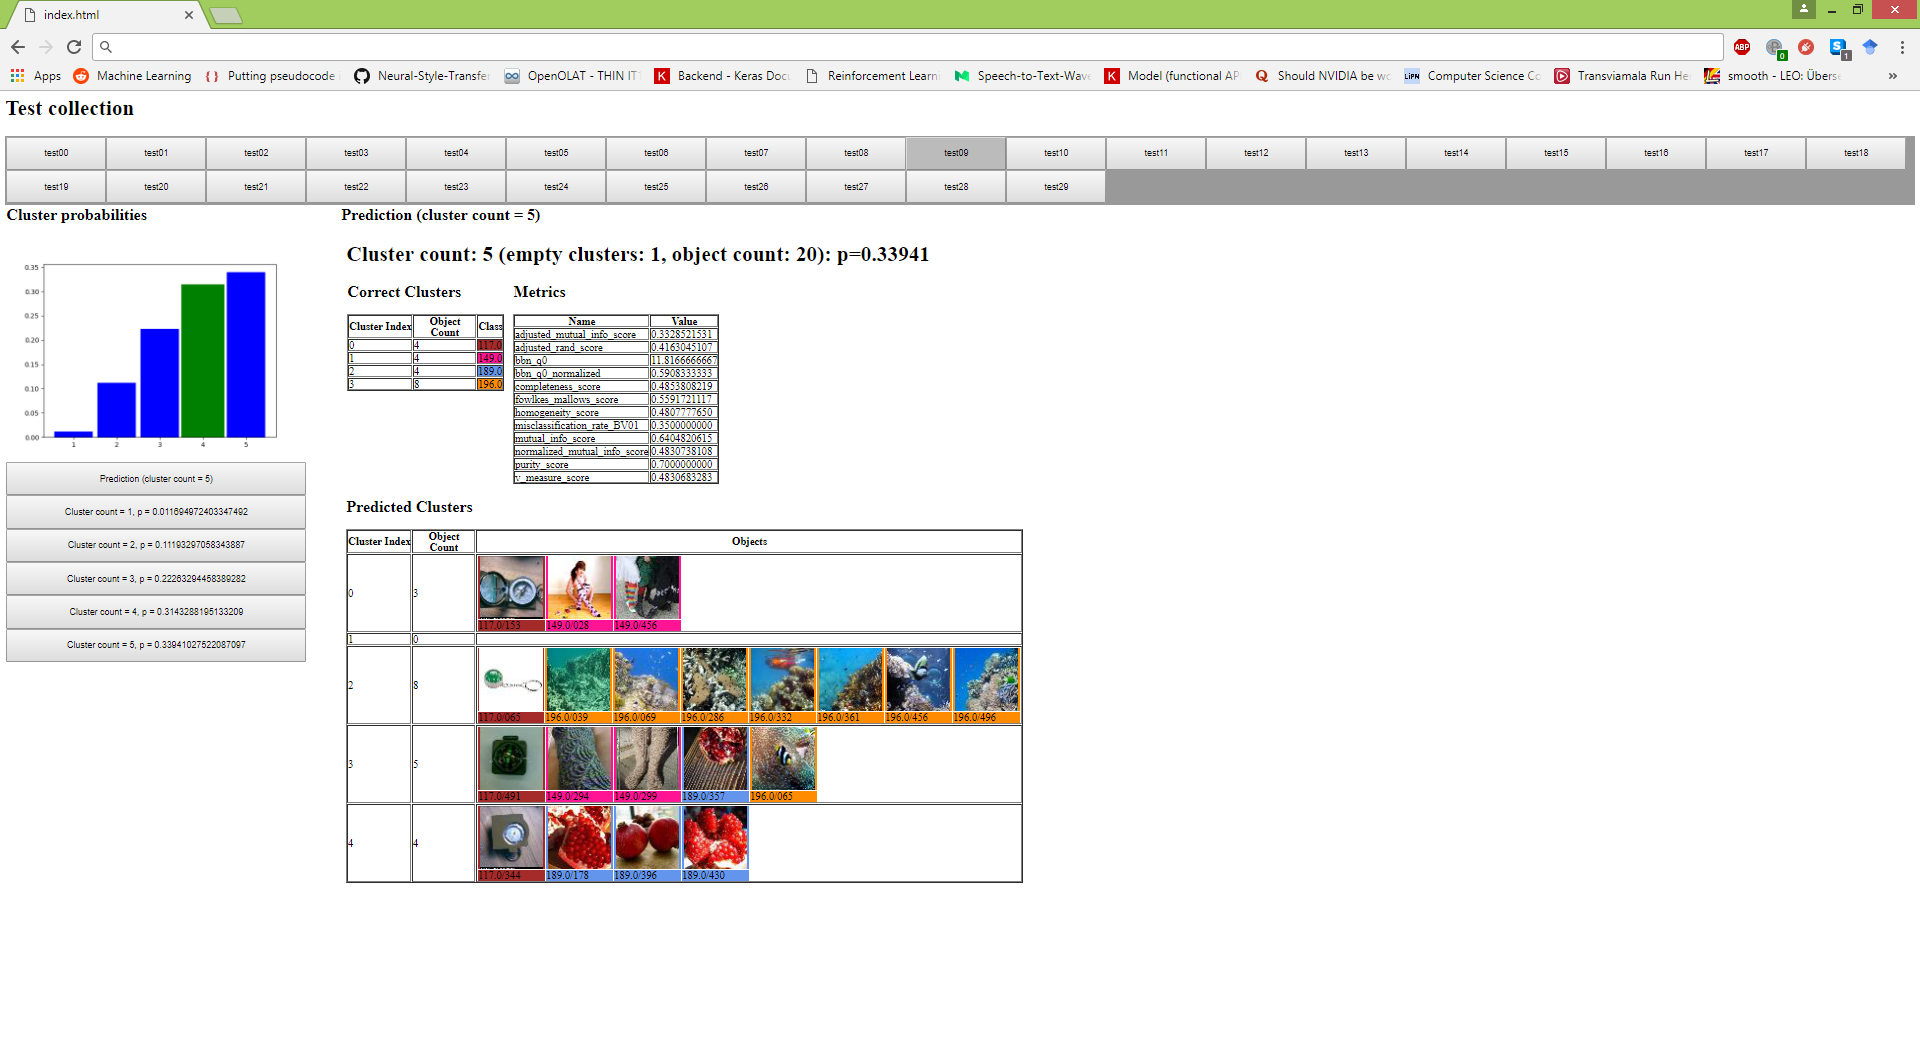 index.html
Apps Machine Learning Putting pseudocode Neural-Style-Transfer OpenOLAT - THIN IT Backend - Keras Docu Reinforcement Learni Speech-to-Text-Wave Model (functional AP Should NVIDIA be wo Computer Science Co Transviamala Run He smooth - LEO: Übers
Test collection
test00 test01 test02 test03 test04 test05 test06 test07 test08 test09 test10 test11 test12 test13 test14 test15 test16 test17 test18
test19 test20 test21 test22 test23 test24 test25 test26 test27 test28 test29
Cluster probabilities
0.35
0.30
0.25
0.20
0.15
0.10
0.05
0.00
1 2 3 4 5
Prediction (cluster count = 5)
Cluster count = 1, p = 0.011694972403347492
Cluster count = 2, p = 0.11193297058343887
Cluster count = 3, p = 0.22263294458389282
Cluster count = 4, p = 0.3143288195133209
Cluster count = 5, p = 0.33941027522087097
Prediction (cluster count = 5)
Cluster count: 5 (empty clusters: 1, object count: 20): p=0.33941
Correct Clusters
Cluster Index Object Count Class
0 4 117.0
1 4 149.0
2 4 189.0
3 8 196.0
Metrics
Name Value
adjusted_mutual_info_score 0.3328521531
adjusted_rand_score 0.4163045107
bbn_q0 11.8166666667
bbn_q0_normalized 0.5908333333
completeness_score 0.4853808219
fowlkes_mallows_score 0.5591721117
homogeneity_score 0.4807777650
misclassification_rate_BV01 0.3500000000
mutual_info_score 0.6404820615
normalized_mutual_info_score 0.4830738108
purity_score 0.7000000000
v_measure_score 0.4830683283
Predicted Clusters
Cluster Index Object Count Objects
0 3
117.0/153 149.0/028 149.0/456
1 0
2 8
117.0/065 196.0/039 196.0/069 196.0/286 196.0/332 196.0/361 196.0/456 196.0/496
3 5
117.0/491 149.0/294 149.0/299 189.0/357 196.0/065
4 4
117.0/344 189.0/178 189.0/396 189.0/430